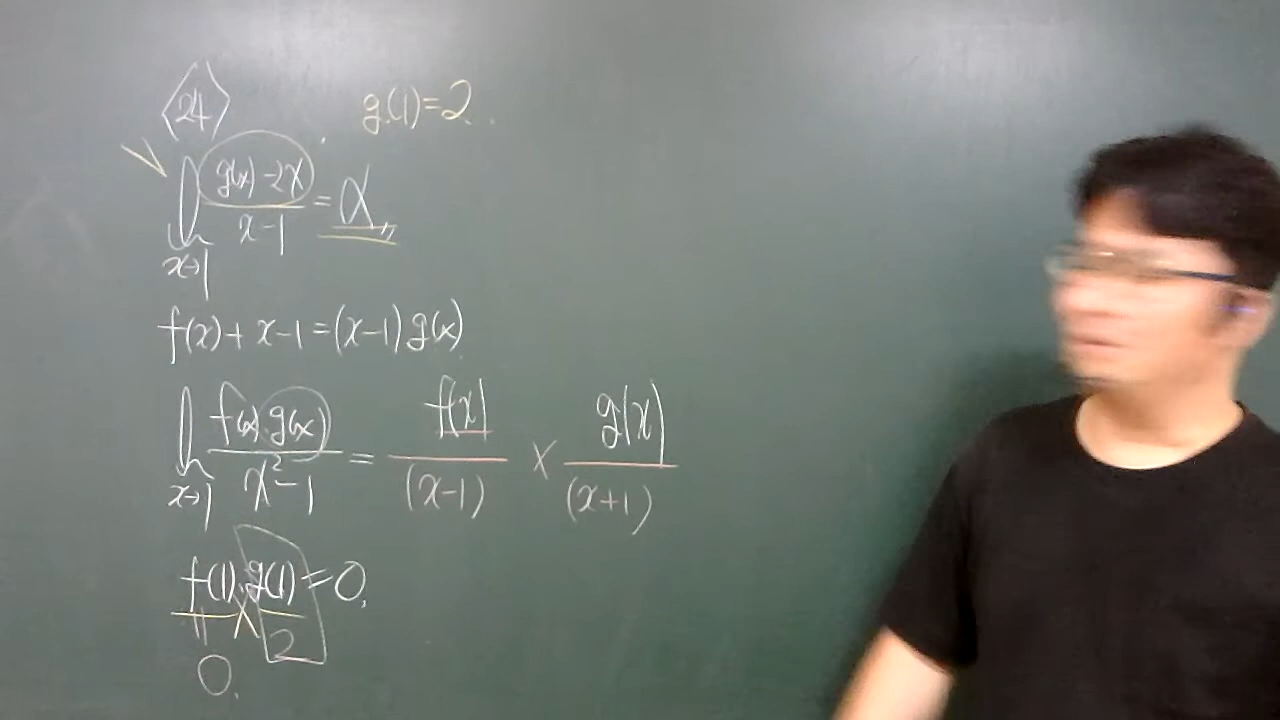 〈24〉 g(1)=2
lim x→1 g(x)-2x / x-1 = α
f(x)+x-1=(x-1)g(x)
lim x→1 f(x)·g(x) / x²-1 = f(x) / (x-1) × g(x) / (x+1)
f(1)·g(1)=0
= × 2
0